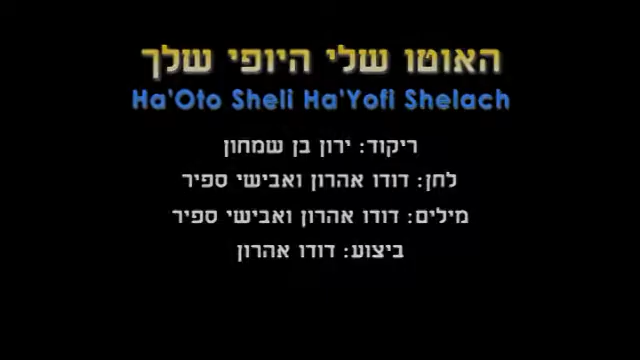 האוטו שלי היופי שלך
Ha'Oto Sheli Ha'Yofi Shelach
ריקוד: ירון בן שמחון
לחן: דודו אהרון ואבישי ספיר
מילים: דודו אהרון ואבישי ספיר
ביצוע: דודו אהרון